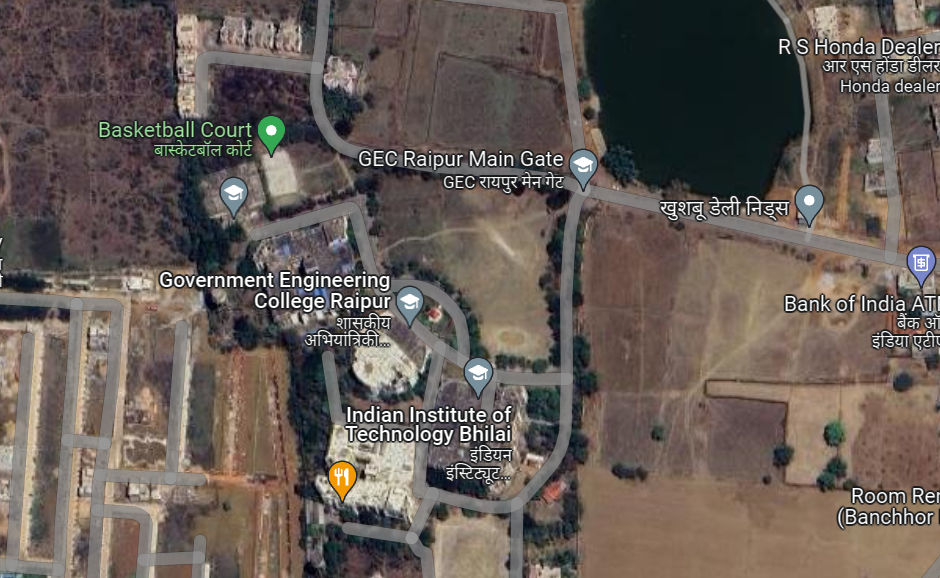 R S Honda Dealer
आर एस होंडा डीलर
Honda dealer
Basketball Court
बास्केटबॉल कोर्ट
GEC Raipur Main Gate
GEC रायपुर मेन गेट
खुशबू डेली निड्स
Government Engineering
College Raipur
शासकीय
अभियांत्रिकी...
Bank of India AT
बैंक ऑ
इंडिया एटीए
Indian Institute of
Technology Bhilai
इंडियन
इंस्टिट्यूट...
Room Ren
(Banchhor